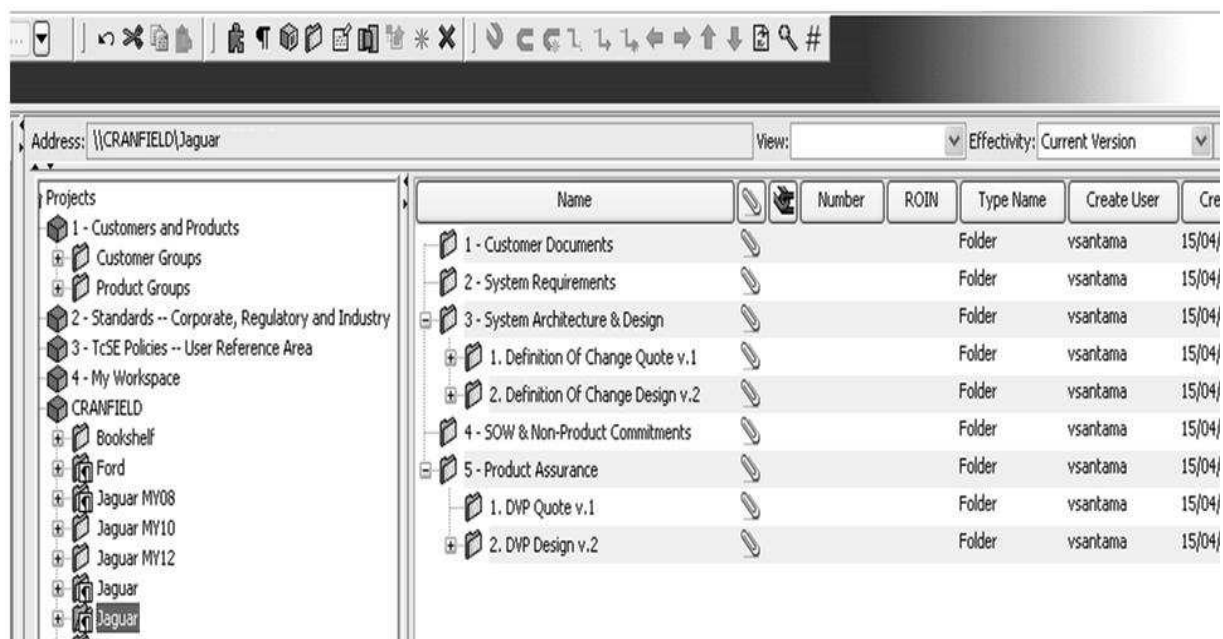 Address: \\CRANFIELD\Jaguar View: Effectivity: Current Version
Projects
1 - Customers and Products
Customer Groups
Product Groups
2 - Standards -- Corporate, Regulatory and Industry
3 - TcSE Policies -- User Reference Area
4 - My Workspace
CRANFIELD
Bookshelf
Ford
Jaguar MY08
Jaguar MY10
Jaguar MY12
Jaguar
Jaguar
Name Number ROIN Type Name Create User Cre
1 - Customer Documents Folder vsantama 15/04/
2 - System Requirements Folder vsantama 15/04/
3 - System Architecture & Design Folder vsantama 15/04/
1. Definition Of Change Quote v.1 Folder vsantama 15/04/
2. Definition Of Change Design v.2 Folder vsantama 15/04/
4 - SOW & Non-Product Commitments Folder vsantama 15/04/
5 - Product Assurance Folder vsantama 15/04/
1. DVP Quote v.1 Folder vsantama 15/04/
2. DVP Design v.2 Folder vsantama 15/04/